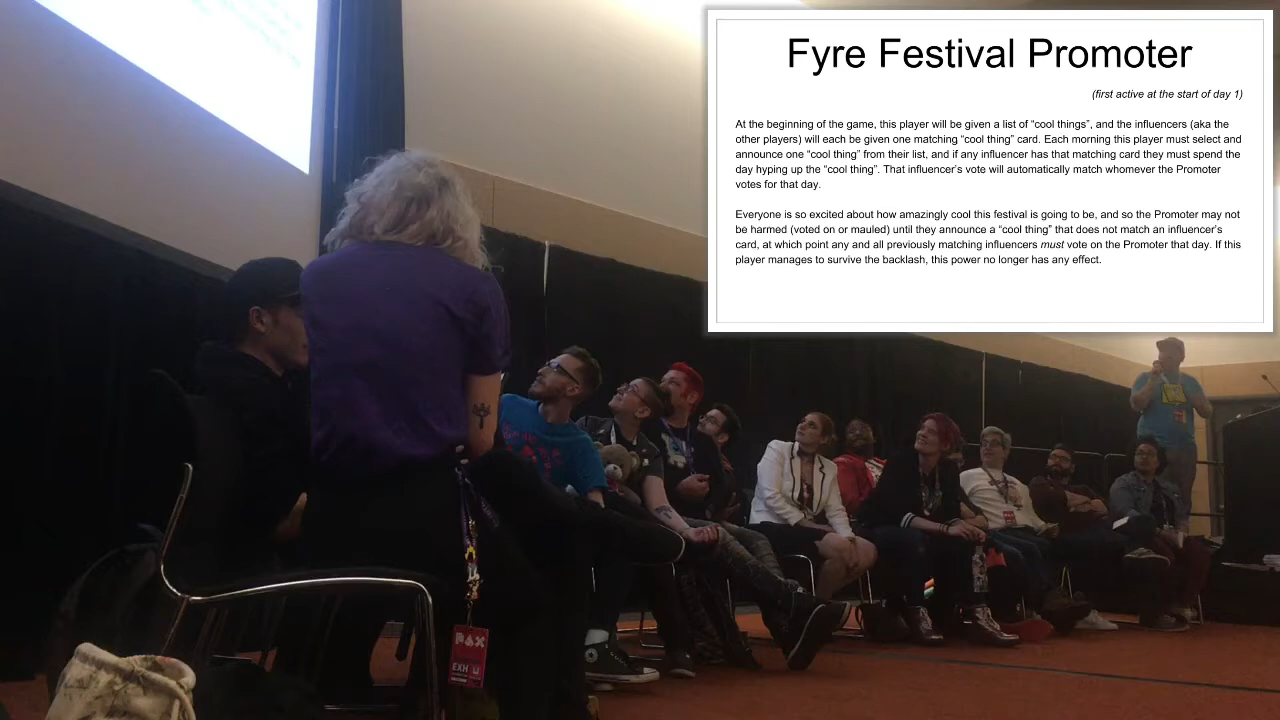 Fyre Festival Promoter
(first active at the start of day 1)
At the beginning of the game, this player will be given a list of “cool things”, and the influencers (aka the
other players) will each be given one matching “cool thing” card. Each morning this player must select and
announce one “cool thing” from their list, and if any influencer has that matching card they must spend the
day hyping up the “cool thing”. That influencer’s vote will automatically match whomever the Promoter
votes for that day.
Everyone is so excited about how amazingly cool this festival is going to be, and so the Promoter may not
be harmed (voted on or mauled) until they announce a “cool thing” that does not match an influencer’s
card, at which point any and all previously matching influencers must vote on the Promoter that day. If this
player manages to survive the backlash, this power no longer has any effect.
PAX